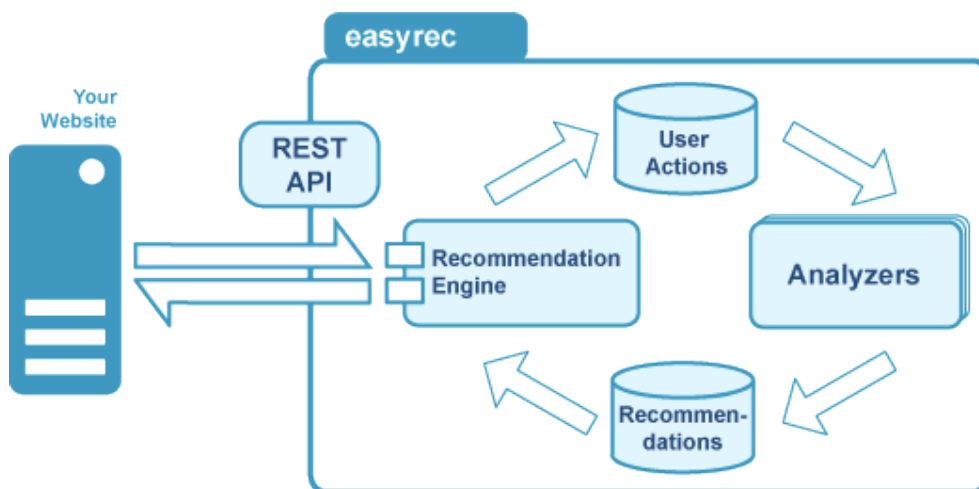 easyrec
Your
Website
REST
API
User
Actions
Recommendation
Engine
Analyzers
Recommen-
dations